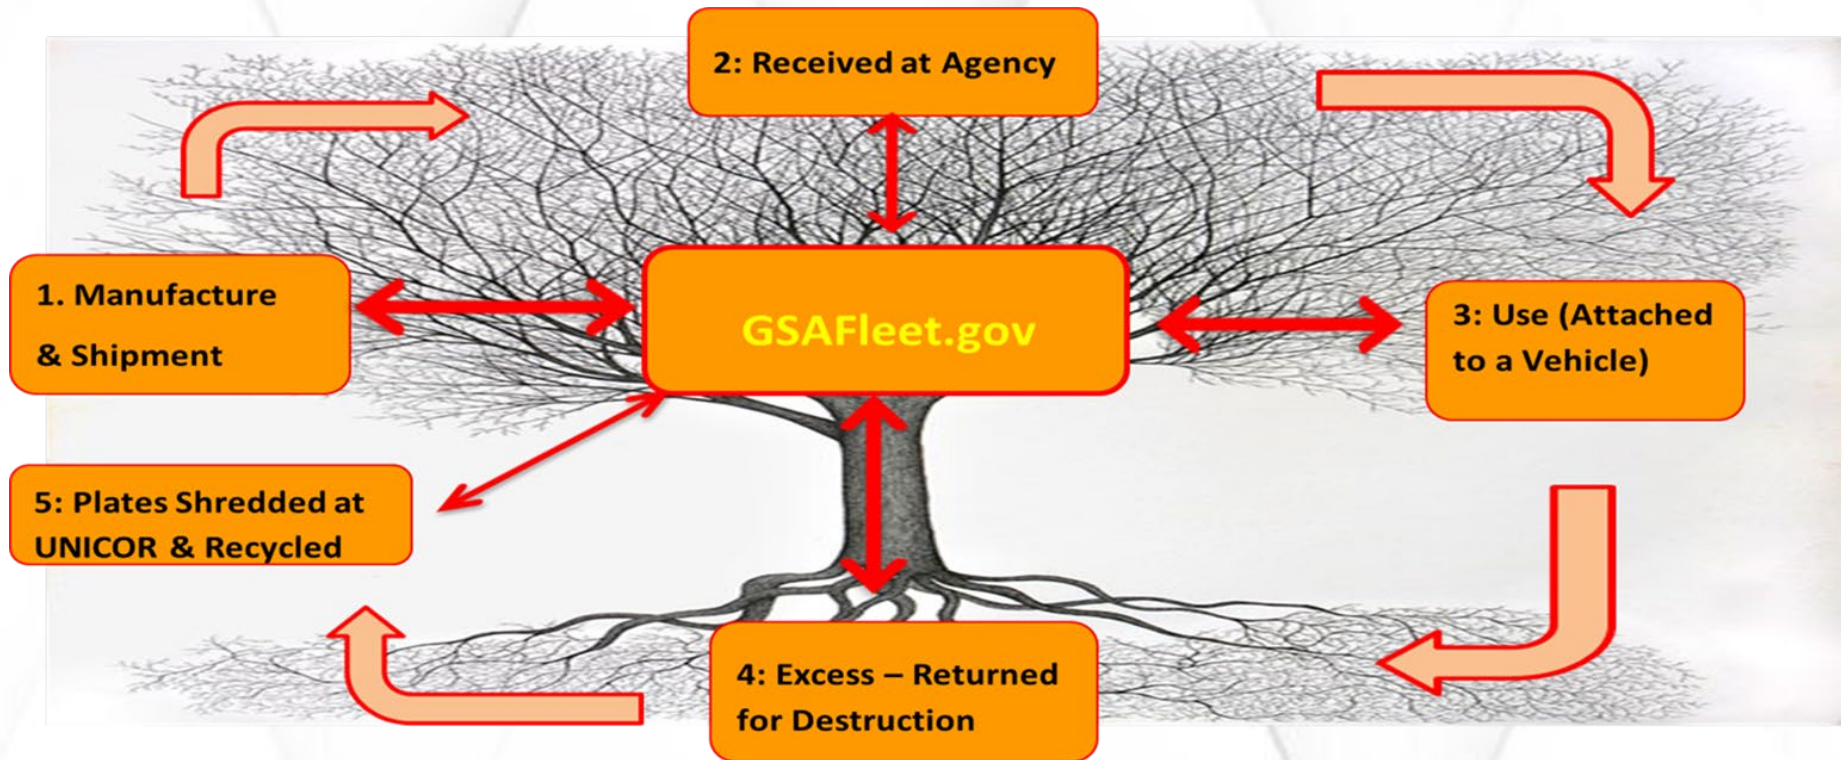 2: Received at Agency
1. Manufacture
& Shipment
GSAFleet.gov
3: Use (Attached
to a Vehicle)
5: Plates Shredded at
UNICOR & Recycled
4: Excess – Returned
for Destruction